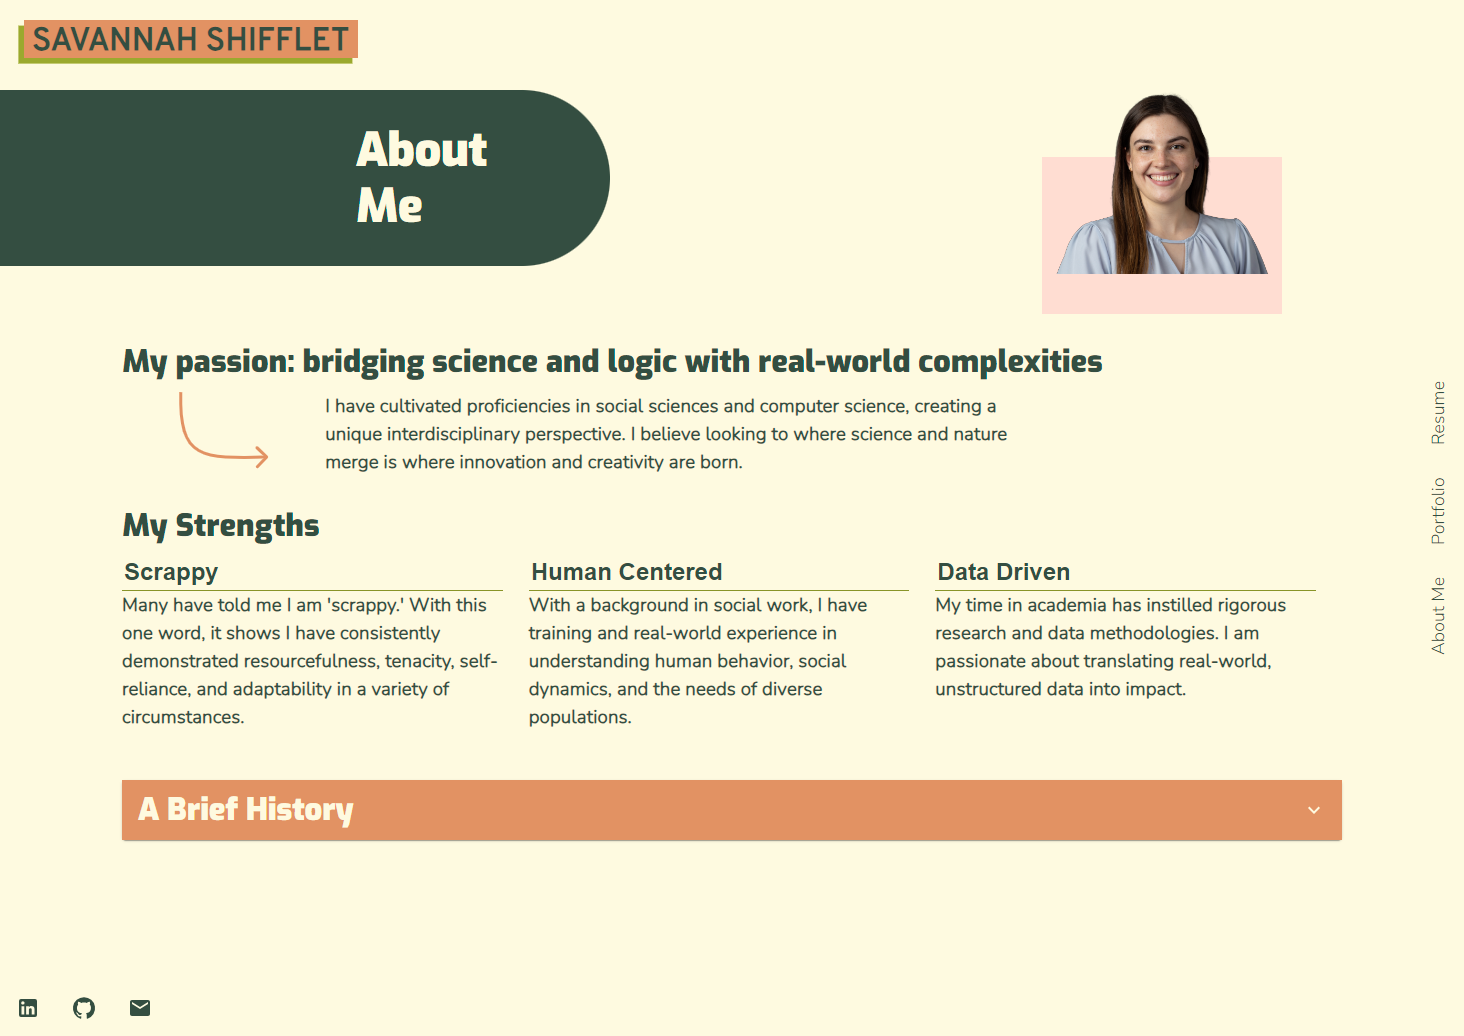 SAVANNAH SHIFFLET
About
Me
My passion: bridging science and logic with real-world complexities
I have cultivated proficiencies in social sciences and computer science, creating a
unique interdisciplinary perspective. I believe looking to where science and nature
merge is where innovation and creativity are born.
My Strengths
Scrappy
Many have told me I am 'scrappy.' With this
one word, it shows I have consistently
demonstrated resourcefulness, tenacity, self-
reliance, and adaptability in a variety of
circumstances.
Human Centered
With a background in social work, I have
training and real-world experience in
understanding human behavior, social
dynamics, and the needs of diverse
populations.
Data Driven
My time in academia has instilled rigorous
research and data methodologies. I am
passionate about translating real-world,
unstructured data into impact.
A Brief History
About Me
Portfolio
Resume
in